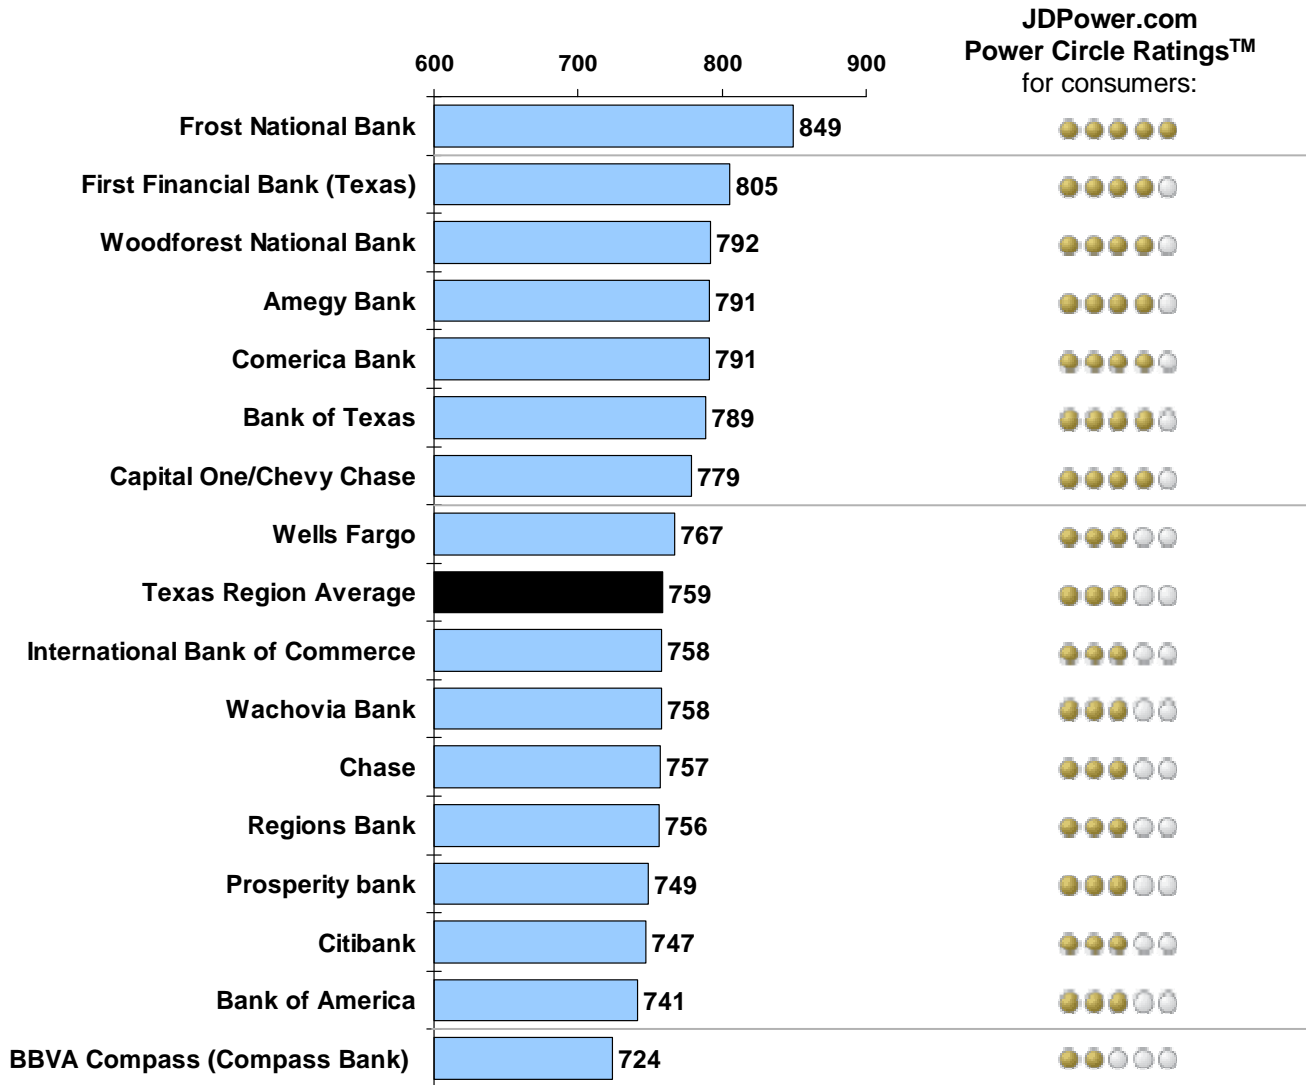 JDPower.com
Power Circle Ratings™
for consumers:
600 700 800 900
Frost National Bank 849
First Financial Bank (Texas) 805
Woodforest National Bank 792
Amegy Bank 791
Comerica Bank 791
Bank of Texas 789
Capital One/Chevy Chase 779
Wells Fargo 767
Texas Region Average 759
International Bank of Commerce 758
Wachovia Bank 758
Chase 757
Regions Bank 756
Prosperity bank 749
Citibank 747
Bank of America 741
BBVA Compass (Compass Bank) 724